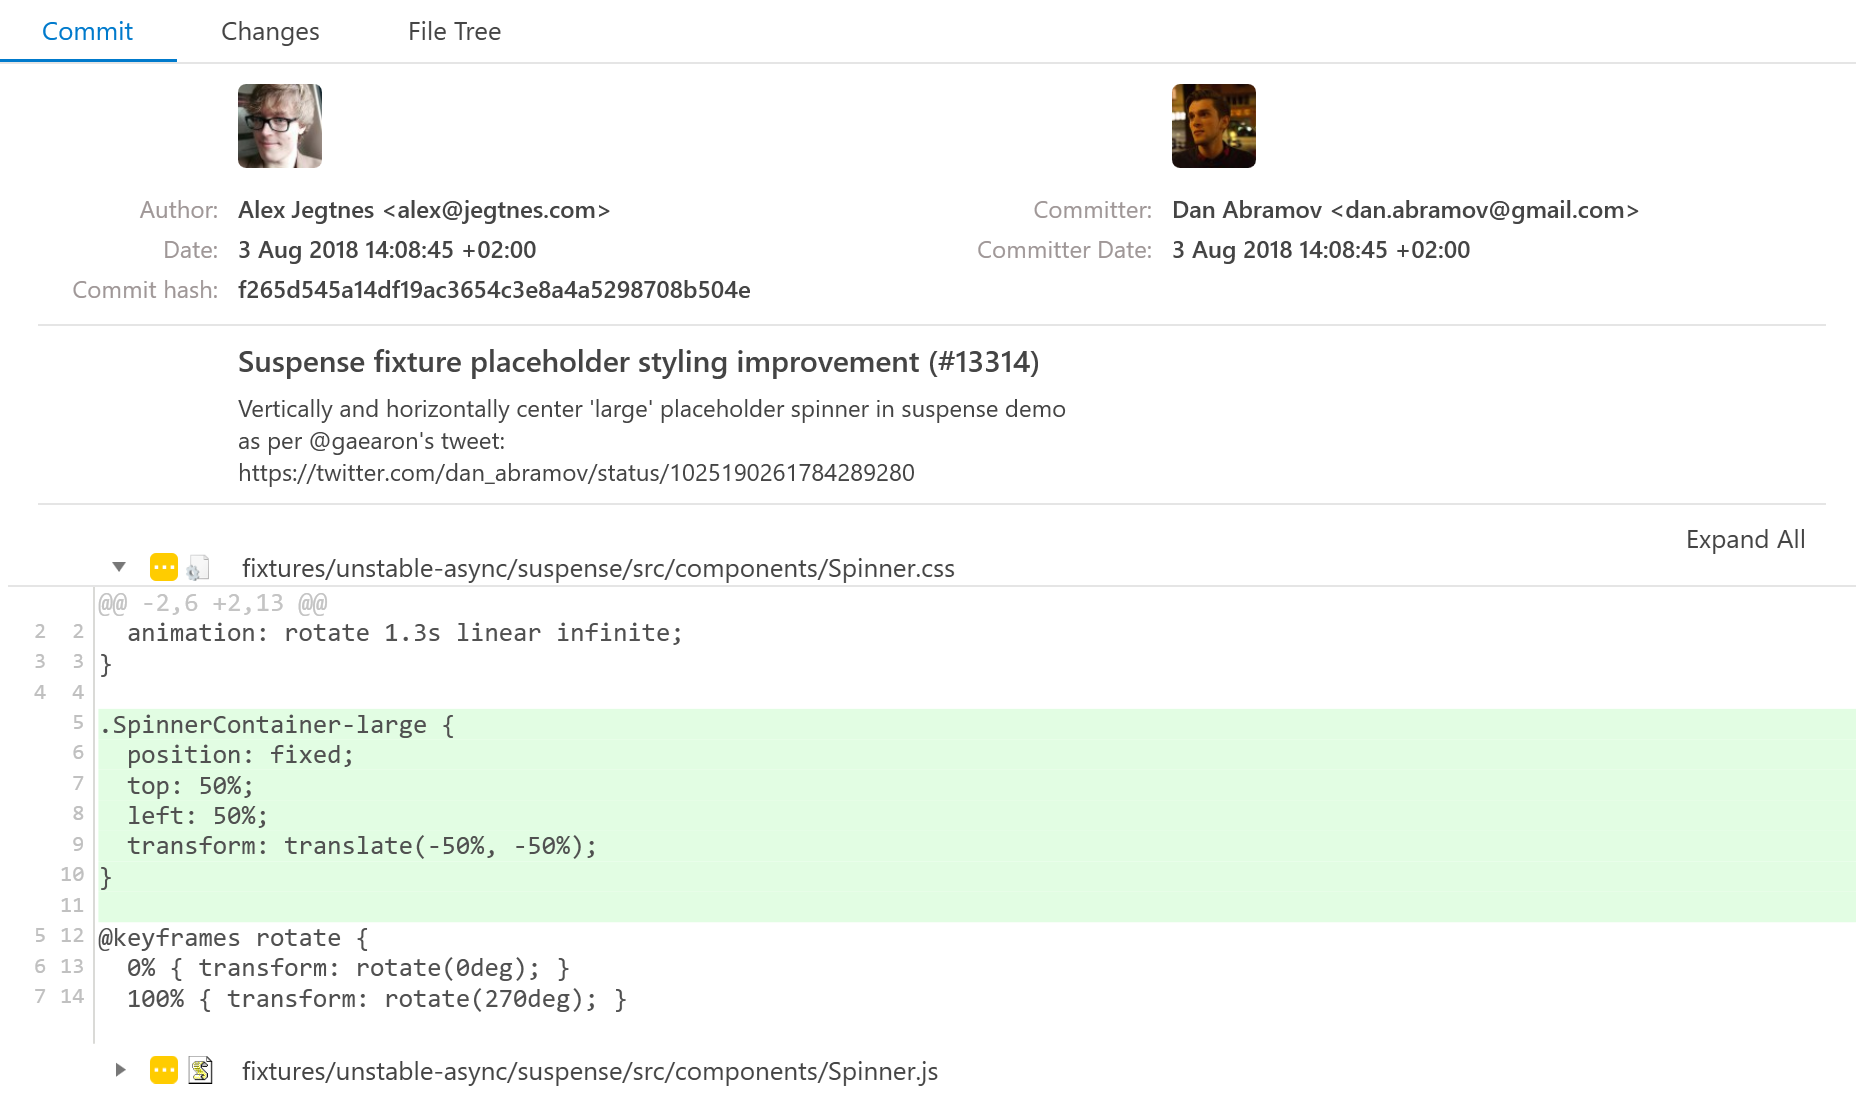 Commit Changes File Tree
Author: Alex Jegtnes <alex@jegtnes.com>
Date: 3 Aug 2018 14:08:45 +02:00
Commit hash: f265d545a14df19ac3654c3e8a4a5298708b504e
Committer: Dan Abramov <dan.abramov@gmail.com>
Committer Date: 3 Aug 2018 14:08:45 +02:00
Suspense fixture placeholder styling improvement (#13314)
Vertically and horizontally center 'large' placeholder spinner in suspense demo
as per @gaearon's tweet:
https://twitter.com/dan_abramov/status/1025190261784289280
Expand All
fixtures/unstable-async/suspense/src/components/Spinner.css
@@ -2,6 +2,13 @@
2 2   animation: rotate 1.3s linear infinite;
3 3 }
4 4
5 .SpinnerContainer-large {
6   position: fixed;
7   top: 50%;
8   left: 50%;
9   transform: translate(-50%, -50%);
10 }
11
5 12 @keyframes rotate {
6 13   0% { transform: rotate(0deg); }
7 14   100% { transform: rotate(270deg); }
fixtures/unstable-async/suspense/src/components/Spinner.js